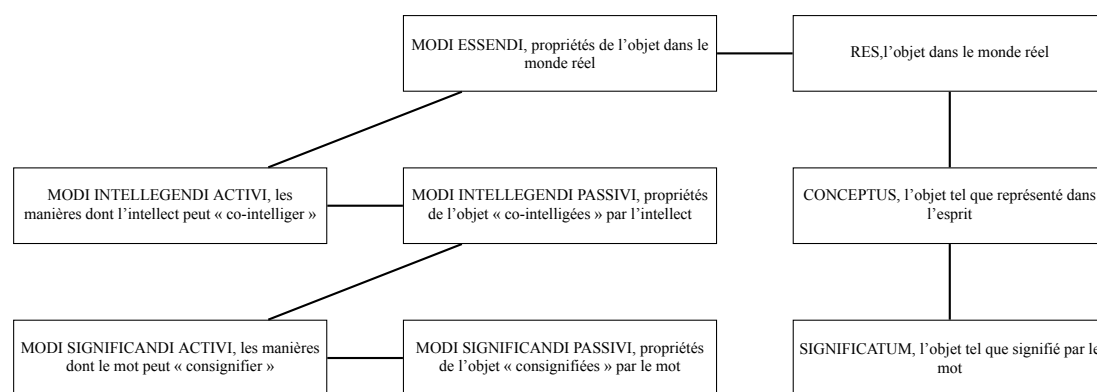 MODI ESSENDI, propriétés de l’objet dans le
monde réel
RES,l’objet dans le monde réel
MODI INTELLEGENDI ACTIVI, les
manières dont l’intellect peut « co-intelliger »
MODI INTELLEGENDI PASSIVI, propriétés
de l’objet « co-intelligées » par l’intellect
CONCEPTUS, l’objet tel que représenté dans
l’esprit
MODI SIGNIFICANDI ACTIVI, les manières
dont le mot peut « consignifier »
MODI SIGNIFICANDI PASSIVI, propriétés
de l’objet « consignifiées » par le mot
SIGNIFICATUM, l’objet tel que signifié par le
mot